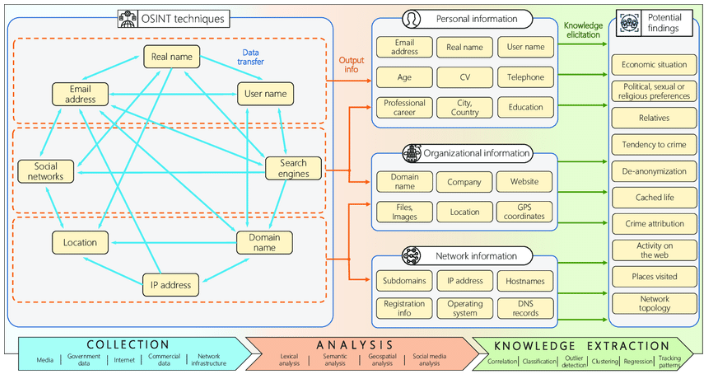 OSINT techniques
Real name
Data
transfer
Email
address
User name
Social
networks
Search
engines
Location
Domain
name
IP address
Output
info
Personal information
Email
address
Real name
User name
Age
CV
Telephone
Professional
career
City,
Country
Education
Organizational information
Domain
name
Company
Website
Files,
Images
Location
GPS
coordinates
Network information
Subdomains
IP address
Hostnames
Registration
info
Operating
system
DNS
records
Knowledge
elicitation
Potential
findings
Economic situation
Political, sexual or
religious preferences
Relatives
Tendency to crime
De-anonymization
Cached life
Crime attribution
Activity on
the web
Places visited
Network
topology
COLLECTION
Media
Government
data
Internet
Commercial
data
Network
infrastructure
ANALYSIS
Lexical
analysis
Semantic
analysis
Geospatial
analysis
Social media
analysis
KNOWLEDGE EXTRACTION
Correlation
Classification
Outlier
detection
Clustering
Regression
Tracking
patterns